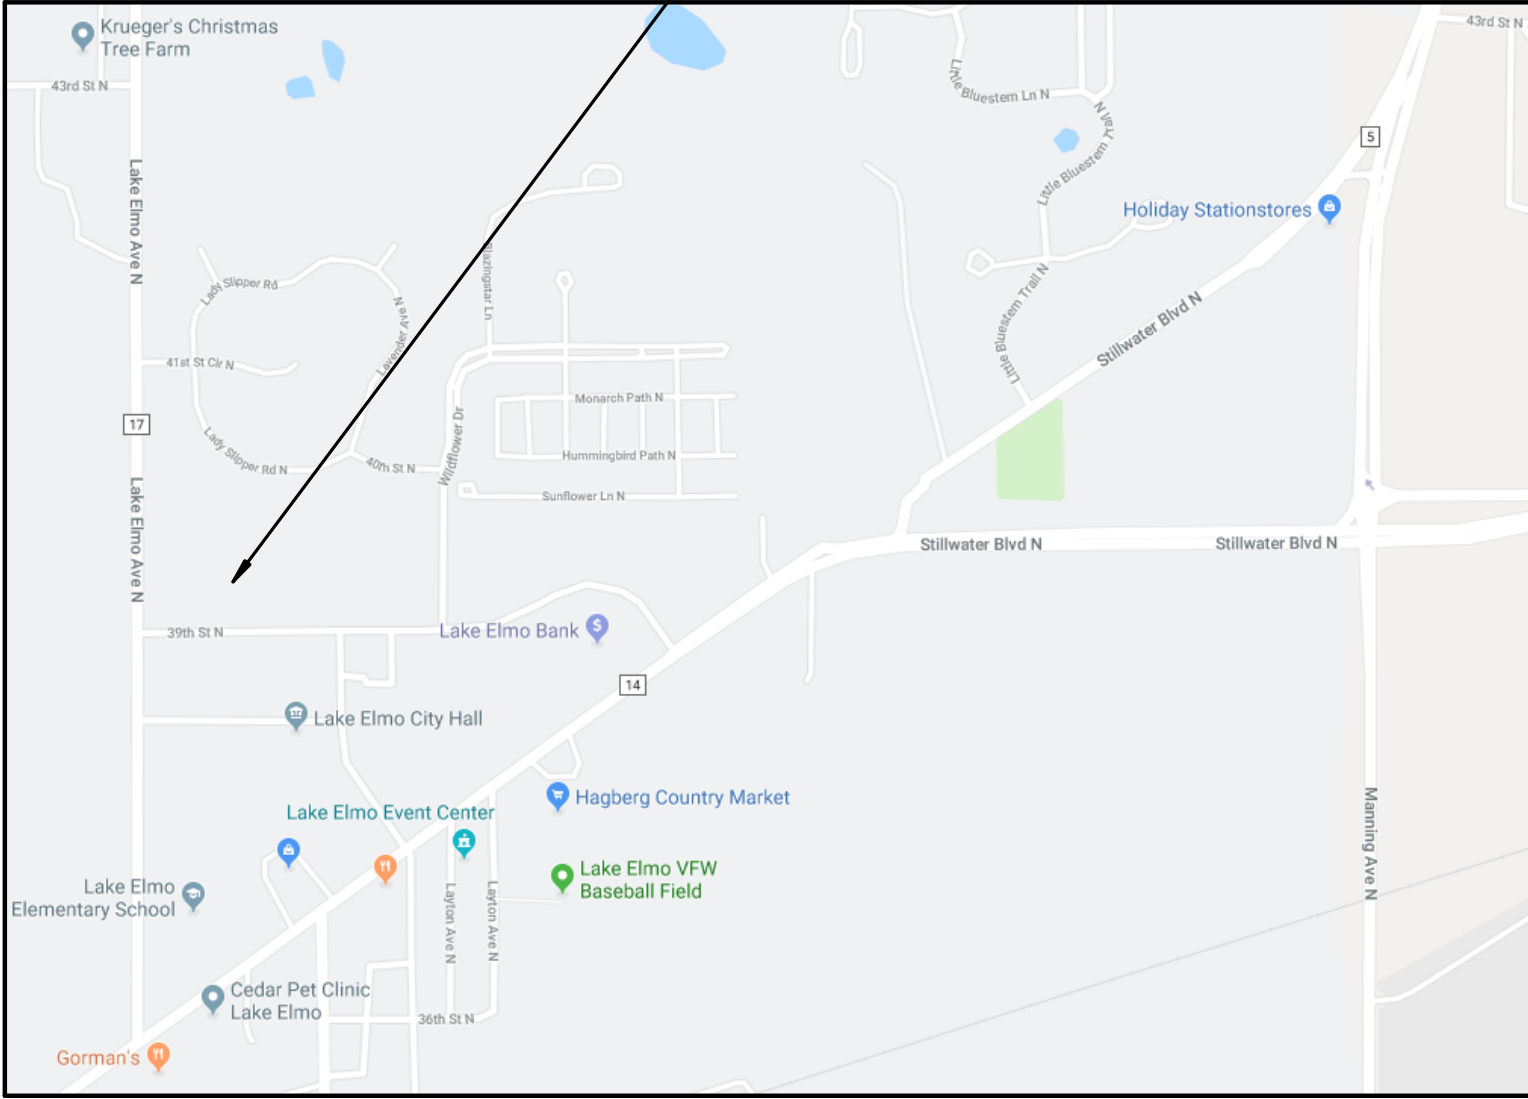 Krueger's Christmas
Tree Farm
43rd St N
43rd St N
Little Bluestem Ln N
Little Bluestem Trail N
5
Lake Elmo Ave N
Holiday Stationstores
Blazingstar Ln
Lady Slipper Rd
Lavender Ave N
Little Bluestem Trail N
Stillwater Blvd N
41st St Cir N
Monarch Path N
17
Wildflower Dr
Lady Slipper Rd N
40th St N
Hummingbird Path N
Sunflower Ln N
Lake Elmo Ave N
Stillwater Blvd N
Stillwater Blvd N
39th St N
Lake Elmo Bank
14
Lake Elmo City Hall
Hagberg Country Market
Lake Elmo Event Center
Manning Ave N
Lake Elmo VFW
Baseball Field
Lake Elmo
Elementary School
Layton Ave N
Layton Ave N
Cedar Pet Clinic
Lake Elmo
36th St N
Gorman's